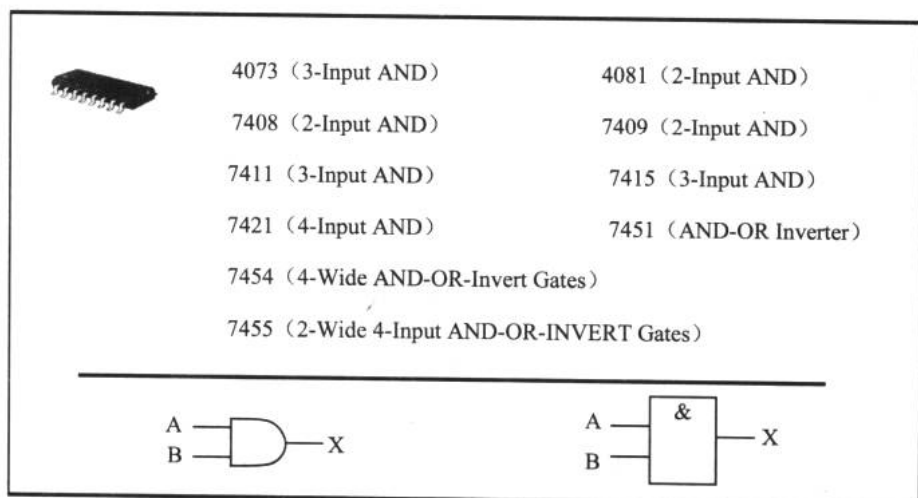 4073（3-Input AND） 4081（2-Input AND）
7408（2-Input AND） 7409（2-Input AND）
7411（3-Input AND） 7415（3-Input AND）
7421（4-Input AND） 7451（AND-OR Inverter）
7454（4-Wide AND-OR-Invert Gates）
7455（2-Wide 4-Input AND-OR-INVERT Gates）
A & A
B X B X